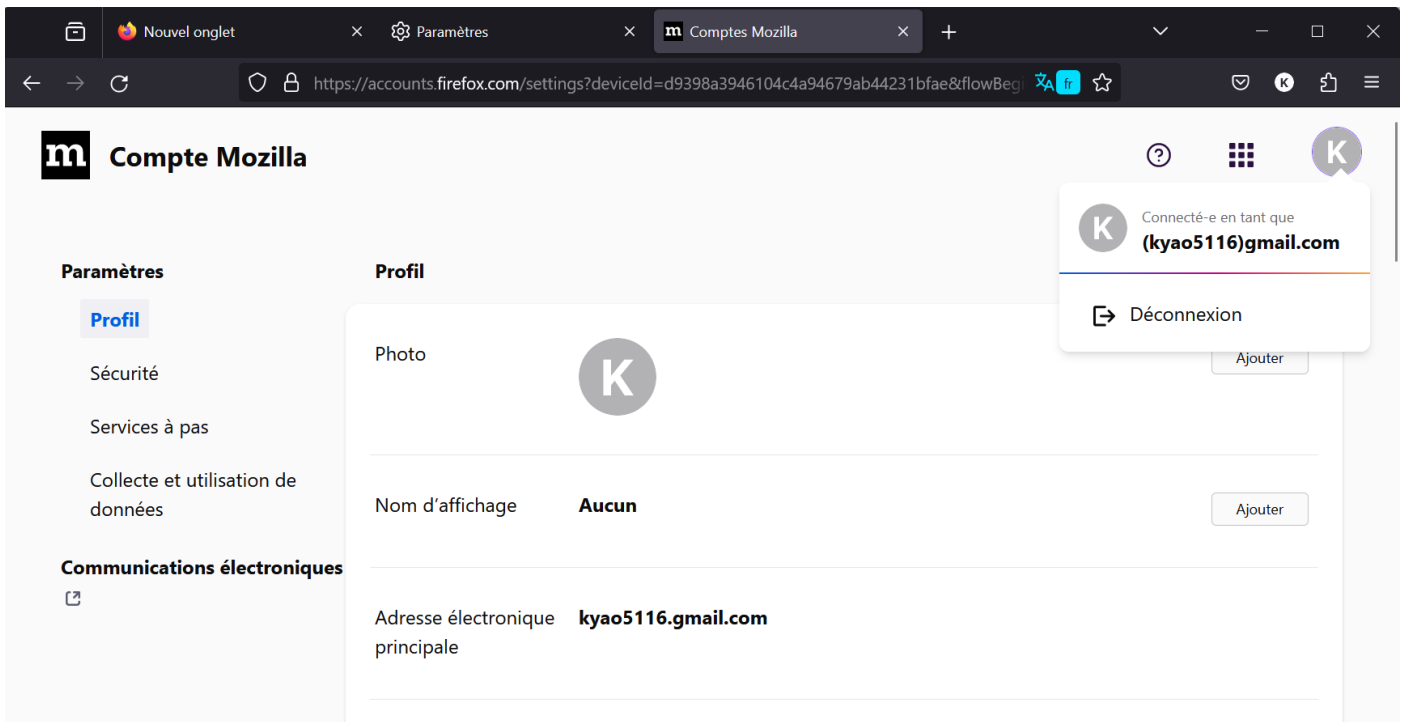 Nouvel onglet
Paramètres
Comptes Mozilla
https://accounts.firefox.com/settings?deviceId=d9398a3946104c4a94679ab44231bfae&flowBegi
fr
K
m
Compte Mozilla
K
K
Connecté-e en tant que
(kyao5116)gmail.com
Déconnexion
Paramètres
Profil
Sécurité
Services à pas
Collecte et utilisation de
données
Communications électroniques
Profil
Photo
K
Ajouter
Nom d’affichage
Aucun
Ajouter
Adresse électronique
principale
kyao5116.gmail.com